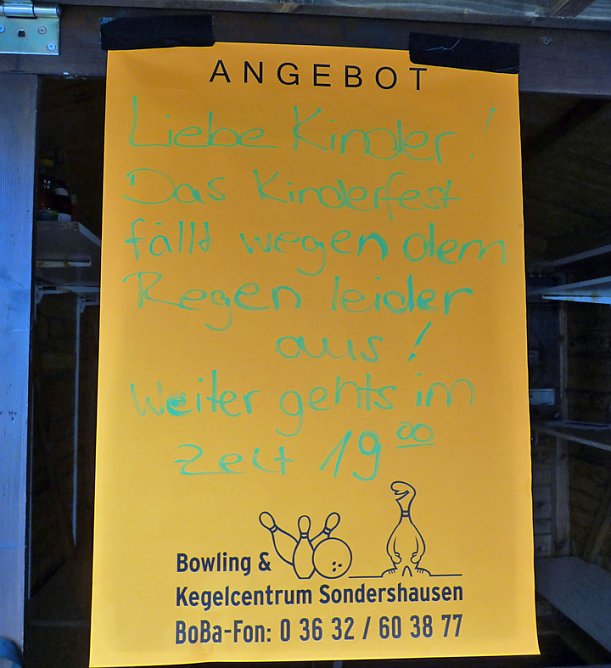 ANGEBOT
Liebe Kinder!
Das Kinderfest
fällt wegen dem
Regen leider
aus!
Weiter gehts im
Zelt 19⁰⁰
Bowling &
Kegelcentrum Sondershausen
BoBa-Fon: 0 36 32 / 60 38 77